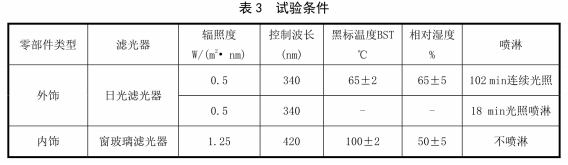 表 3 试验条件
零部件类型 滤光器 辐照度 W/(m²• nm) 控制波长 (nm) 黑标温度BST ℃ 相对湿度 % 喷淋
外饰 日光滤光器 0.5 340 65±2 65±5 102 min连续光照
0.5 340 - - 18 min光照喷淋
内饰 窗玻璃滤光器 1.25 420 100±2 50±5 不喷淋